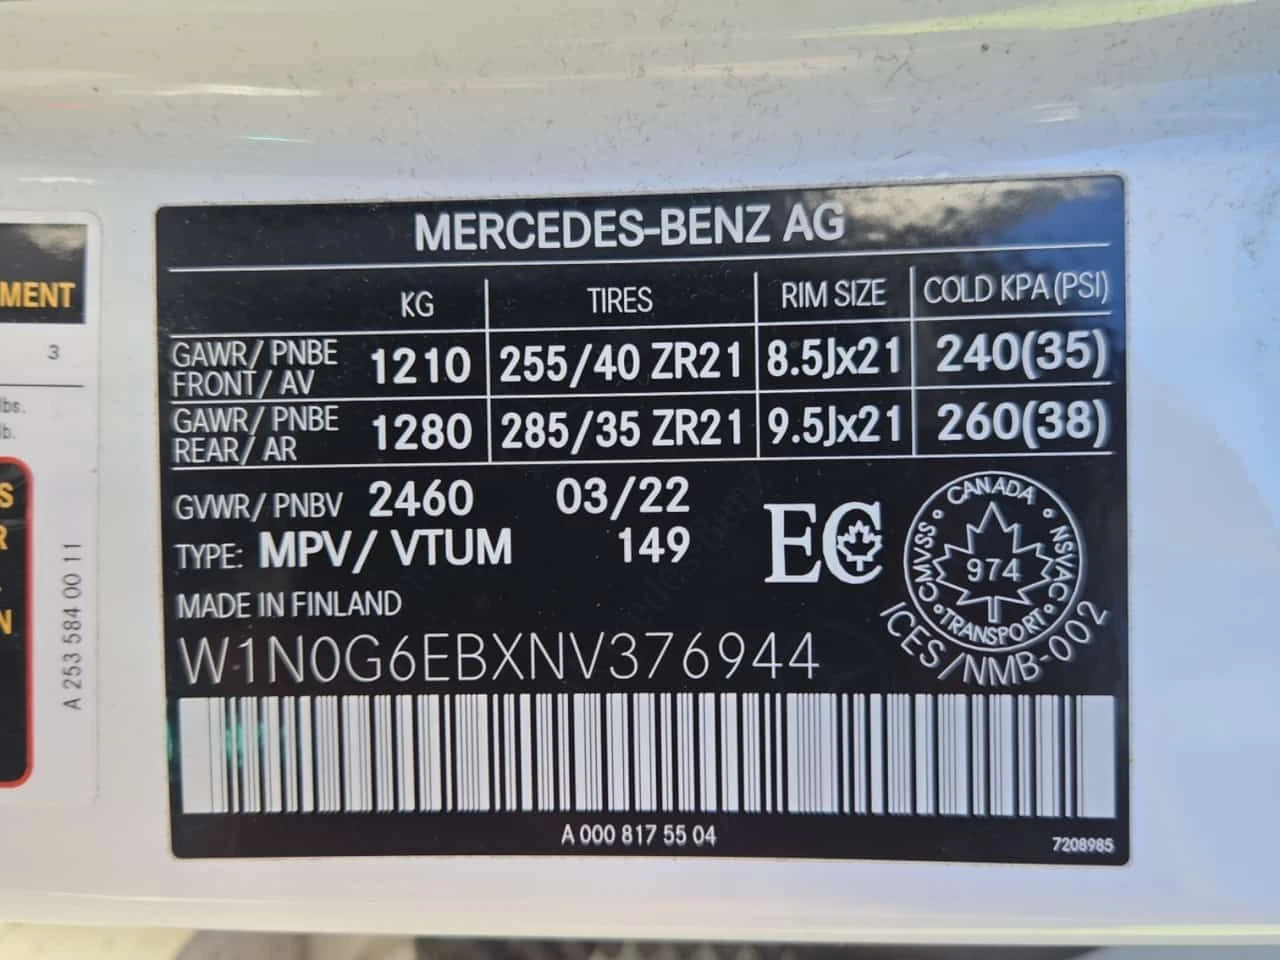 MENT
3
lbs.
lb.
S
R
N
A 253 584 00 11
MERCEDES-BENZ AG
KG TIRES RIM SIZE COLD KPA (PSI)
GAWR/ PNBE FRONT/ AV 1210 255/40 ZR21 8.5Jx21 240(35)
GAWR/ PNBE REAR/ AR 1280 285/35 ZR21 9.5Jx21 260(38)
GVWR/ PNBV 2460 03/22
TYPE: MPV/ VTUM 149
MADE IN FINLAND
W1N0G6EBXNV376944
EC
CANADA
974
CMVSS NSVAC
TRANSPORT
ICES/NMB-002
A 000 817 55 04
7208985